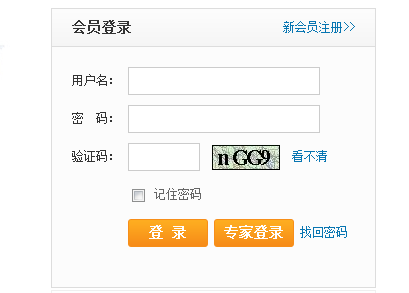 会员登录 新会员注册>>
用户名:
密 码:
验证码: nGG9 看不清
记住密码
登 录 专家登录 找回密码